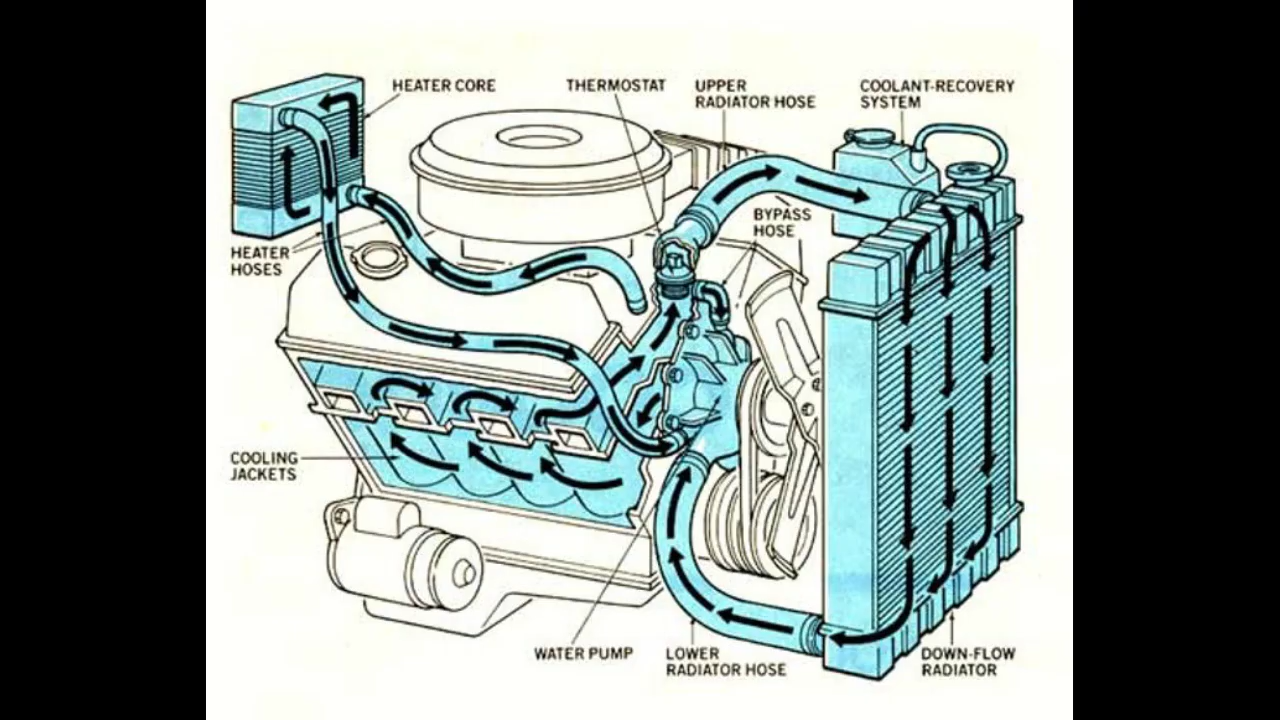 HEATER CORE
THERMOSTAT
UPPER
RADIATOR HOSE
COOLANT-RECOVERY
SYSTEM
BYPASS
HOSE
HEATER
HOSES
COOLING
JACKETS
WATER PUMP
LOWER
RADIATOR HOSE
DOWN-FLOW
RADIATOR